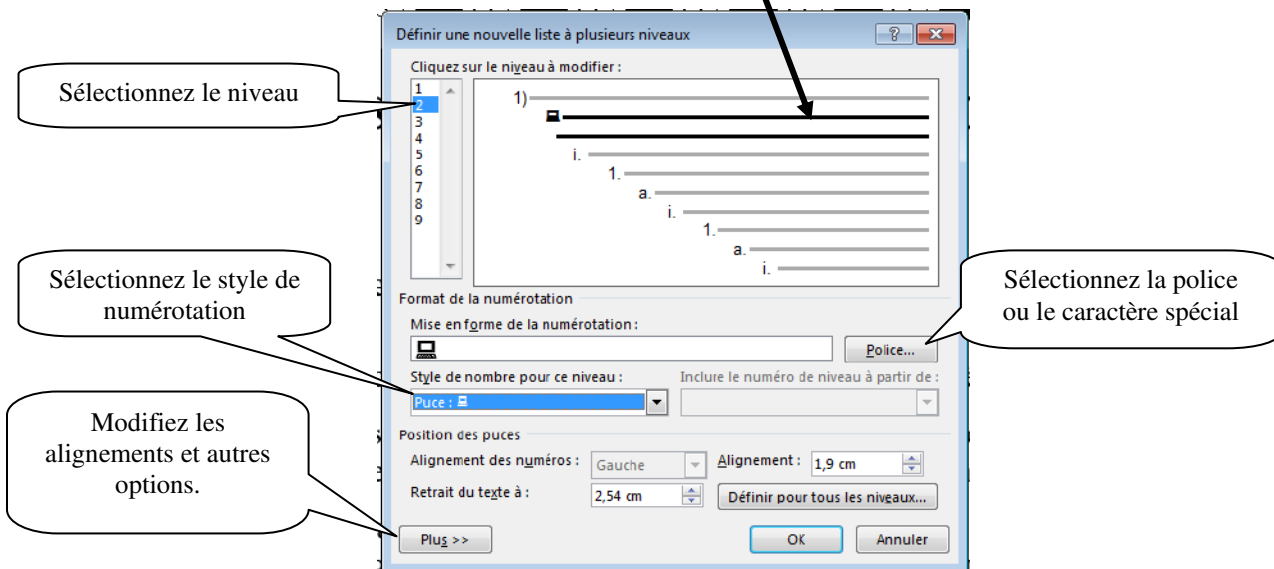 Définir une nouvelle liste à plusieurs niveaux
?
Cliquez sur le niveau à modifier :
Sélectionnez le niveau
1
2
3
4
5
6
7
8
9
1)
i.
1.
a.
i.
1.
a.
i.
Sélectionnez le style de
numérotation
Sélectionnez la police
ou le caractère spécial
Format de la numérotation
Mise en forme de la numérotation :
Police...
Style de nombre pour ce niveau :
Inclure le numéro de niveau à partir de :
Puce :
Modifiez les
alignements et autres
options.
Position des puces
Alignement des numéros :
Gauche
Alignement :
1,9 cm
Retrait du texte à :
2,54 cm
Définir pour tous les niveaux...
Plus >>
OK
Annuler